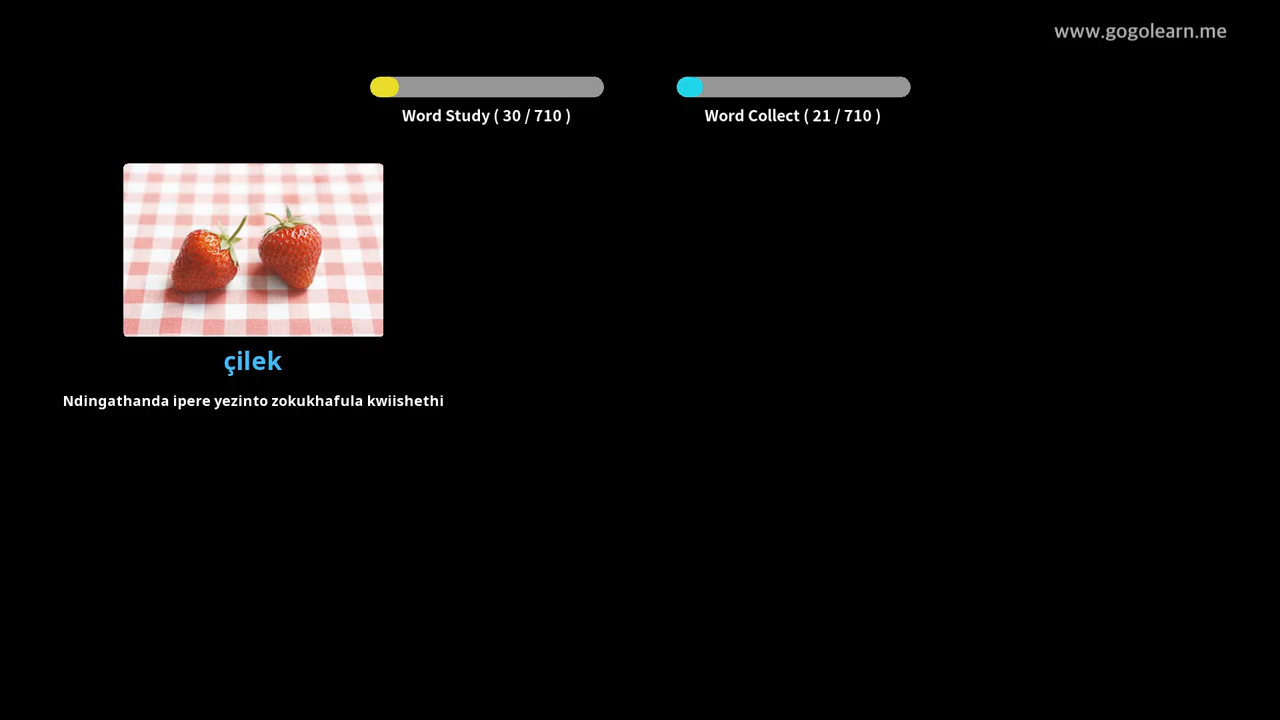 www.gogolearn.me
Word Study ( 30 / 710 )
Word Collect ( 21 / 710 )
çilek
Ndingathanda ipere yezinto zokukhafula kwiishethi